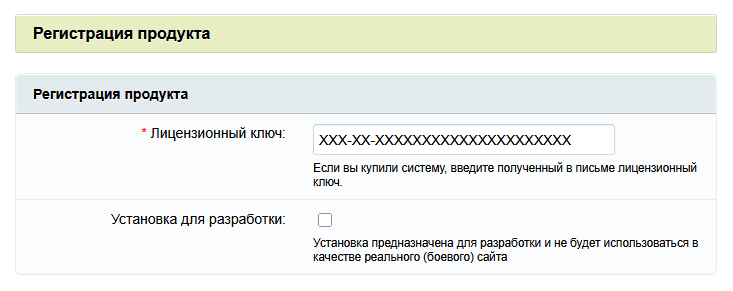 Регистрация продукта
Регистрация продукта
* Лицензионный ключ:
XXX-XX-XXXXXXXXXXXXXXXXXXXXX
Если вы купили систему, введите полученный в письме лицензионный
ключ.
Установка для разработки:
Установка предназначена для разработки и не будет использоваться в
качестве реального (боевого) сайта